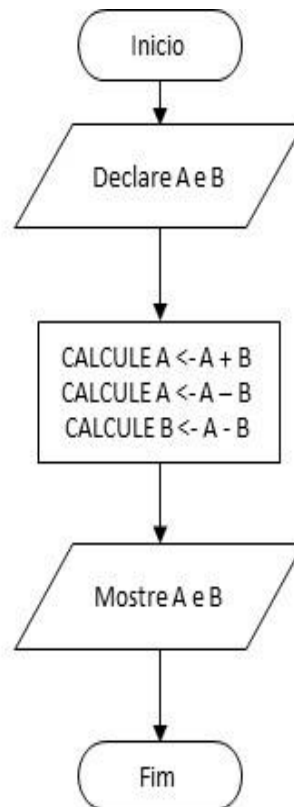 Inicio
Declare A e B
CALCULE A <- A + B
CALCULE A <- A – B
CALCULE B <- A - B
Mostre A e B
Fim